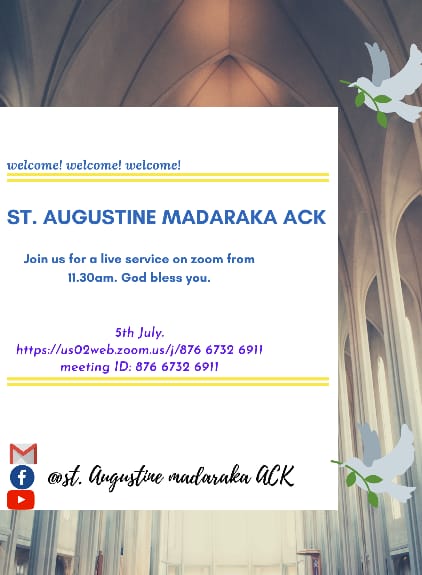 welcome! welcome! welcome!
ST. AUGUSTINE MADARAKA ACK
Join us for a live service on zoom from
11.30am. God bless you.
5th July.
https://us02web.zoom.us/j/876 6732 6911
meeting ID: 876 6732 6911
@st. Augustine madaraka ACK